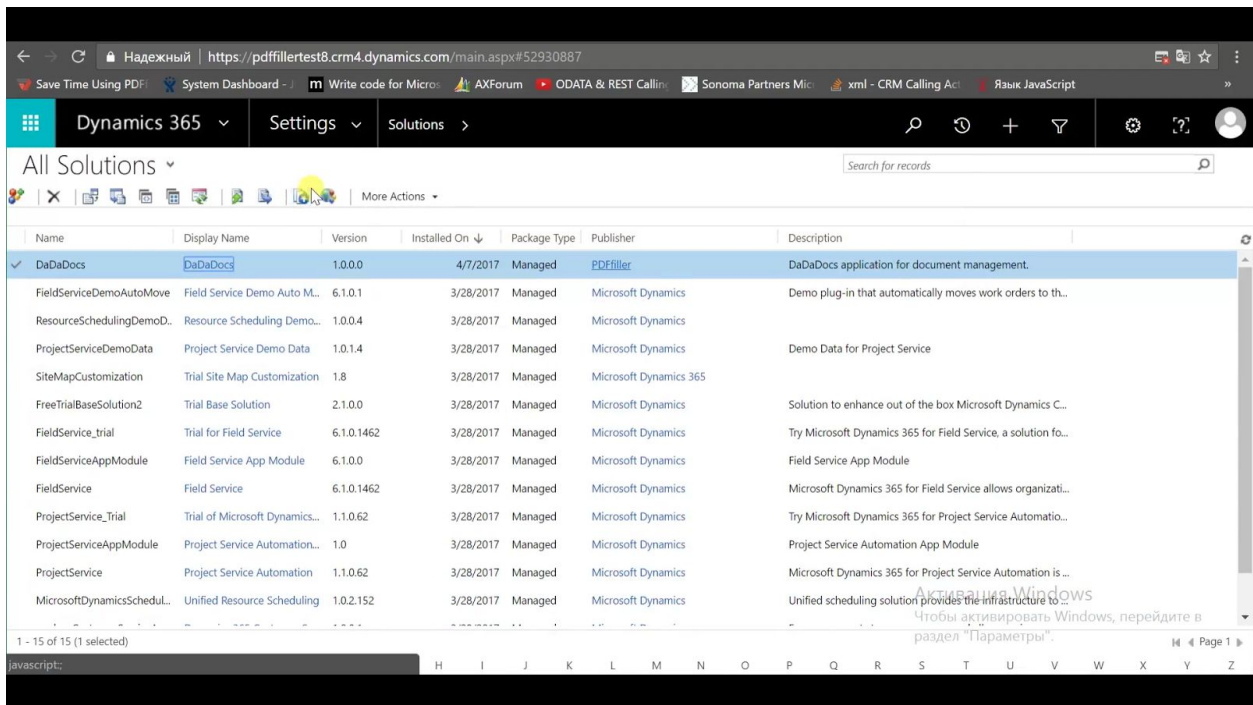 Надежный | https://pdffillertest8.crm4.dynamics.com/main.aspx#52930887
Save Time Using PDF System Dashboard - J Write code for Micros AXForum ODATA & REST Calling Sonoma Partners Mic xml - CRM Calling Act Язык JavaScript »
Dynamics 365 Settings Solutions >
All Solutions
Search for records
More Actions
Name Display Name Version Installed On ↓ Package Type Publisher Description
DaDaDocs DaDaDocs 1.0.0.0 4/7/2017 Managed PDFfiller DaDaDocs application for document management.
FieldServiceDemoAutoMove Field Service Demo Auto M... 6.1.0.1 3/28/2017 Managed Microsoft Dynamics Demo plug-in that automatically moves work orders to th...
ResourceSchedulingDemoD... Resource Scheduling Demo... 1.0.0.4 3/28/2017 Managed Microsoft Dynamics
ProjectServiceDemoData Project Service Demo Data 1.0.1.4 3/28/2017 Managed Microsoft Dynamics Demo Data for Project Service
SiteMapCustomization Trial Site Map Customization 1.8 3/28/2017 Managed Microsoft Dynamics 365
FreeTrialBaseSolution2 Trial Base Solution 2.1.0.0 3/28/2017 Managed Microsoft Dynamics Solution to enhance out of the box Microsoft Dynamics C...
FieldService_trial Trial for Field Service 6.1.0.1462 3/28/2017 Managed Microsoft Dynamics Try Microsoft Dynamics 365 for Field Service, a solution fo...
FieldServiceAppModule Field Service App Module 6.1.0.0 3/28/2017 Managed Microsoft Dynamics Field Service App Module
FieldService Field Service 6.1.0.1462 3/28/2017 Managed Microsoft Dynamics Microsoft Dynamics 365 for Field Service allows organizati...
ProjectService_Trial Trial of Microsoft Dynamics... 1.1.0.62 3/28/2017 Managed Microsoft Dynamics Try Microsoft Dynamics 365 for Project Service Automatio...
ProjectServiceAppModule Project Service Automation... 1.0 3/28/2017 Managed Microsoft Dynamics Project Service Automation App Module
ProjectService Project Service Automation 1.1.0.62 3/28/2017 Managed Microsoft Dynamics Microsoft Dynamics 365 for Project Service Automation is ...
MicrosoftDynamicsSchedul... Unified Resource Scheduling 1.0.2.152 3/28/2017 Managed Microsoft Dynamics Unified scheduling solution provides the infrastructure to ...
Активация Windows
Чтобы активировать Windows, перейдите в
раздел "Параметры".
1 - 15 of 15 (1 selected) Page 1
javascript:; H I J K L M N O P Q R S T U V W X Y Z